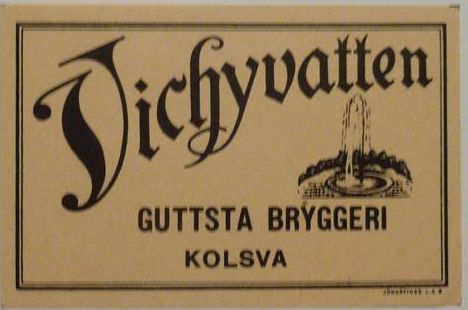 Vichyvatten
GUTTSTA BRYGGERI
KOLSVA